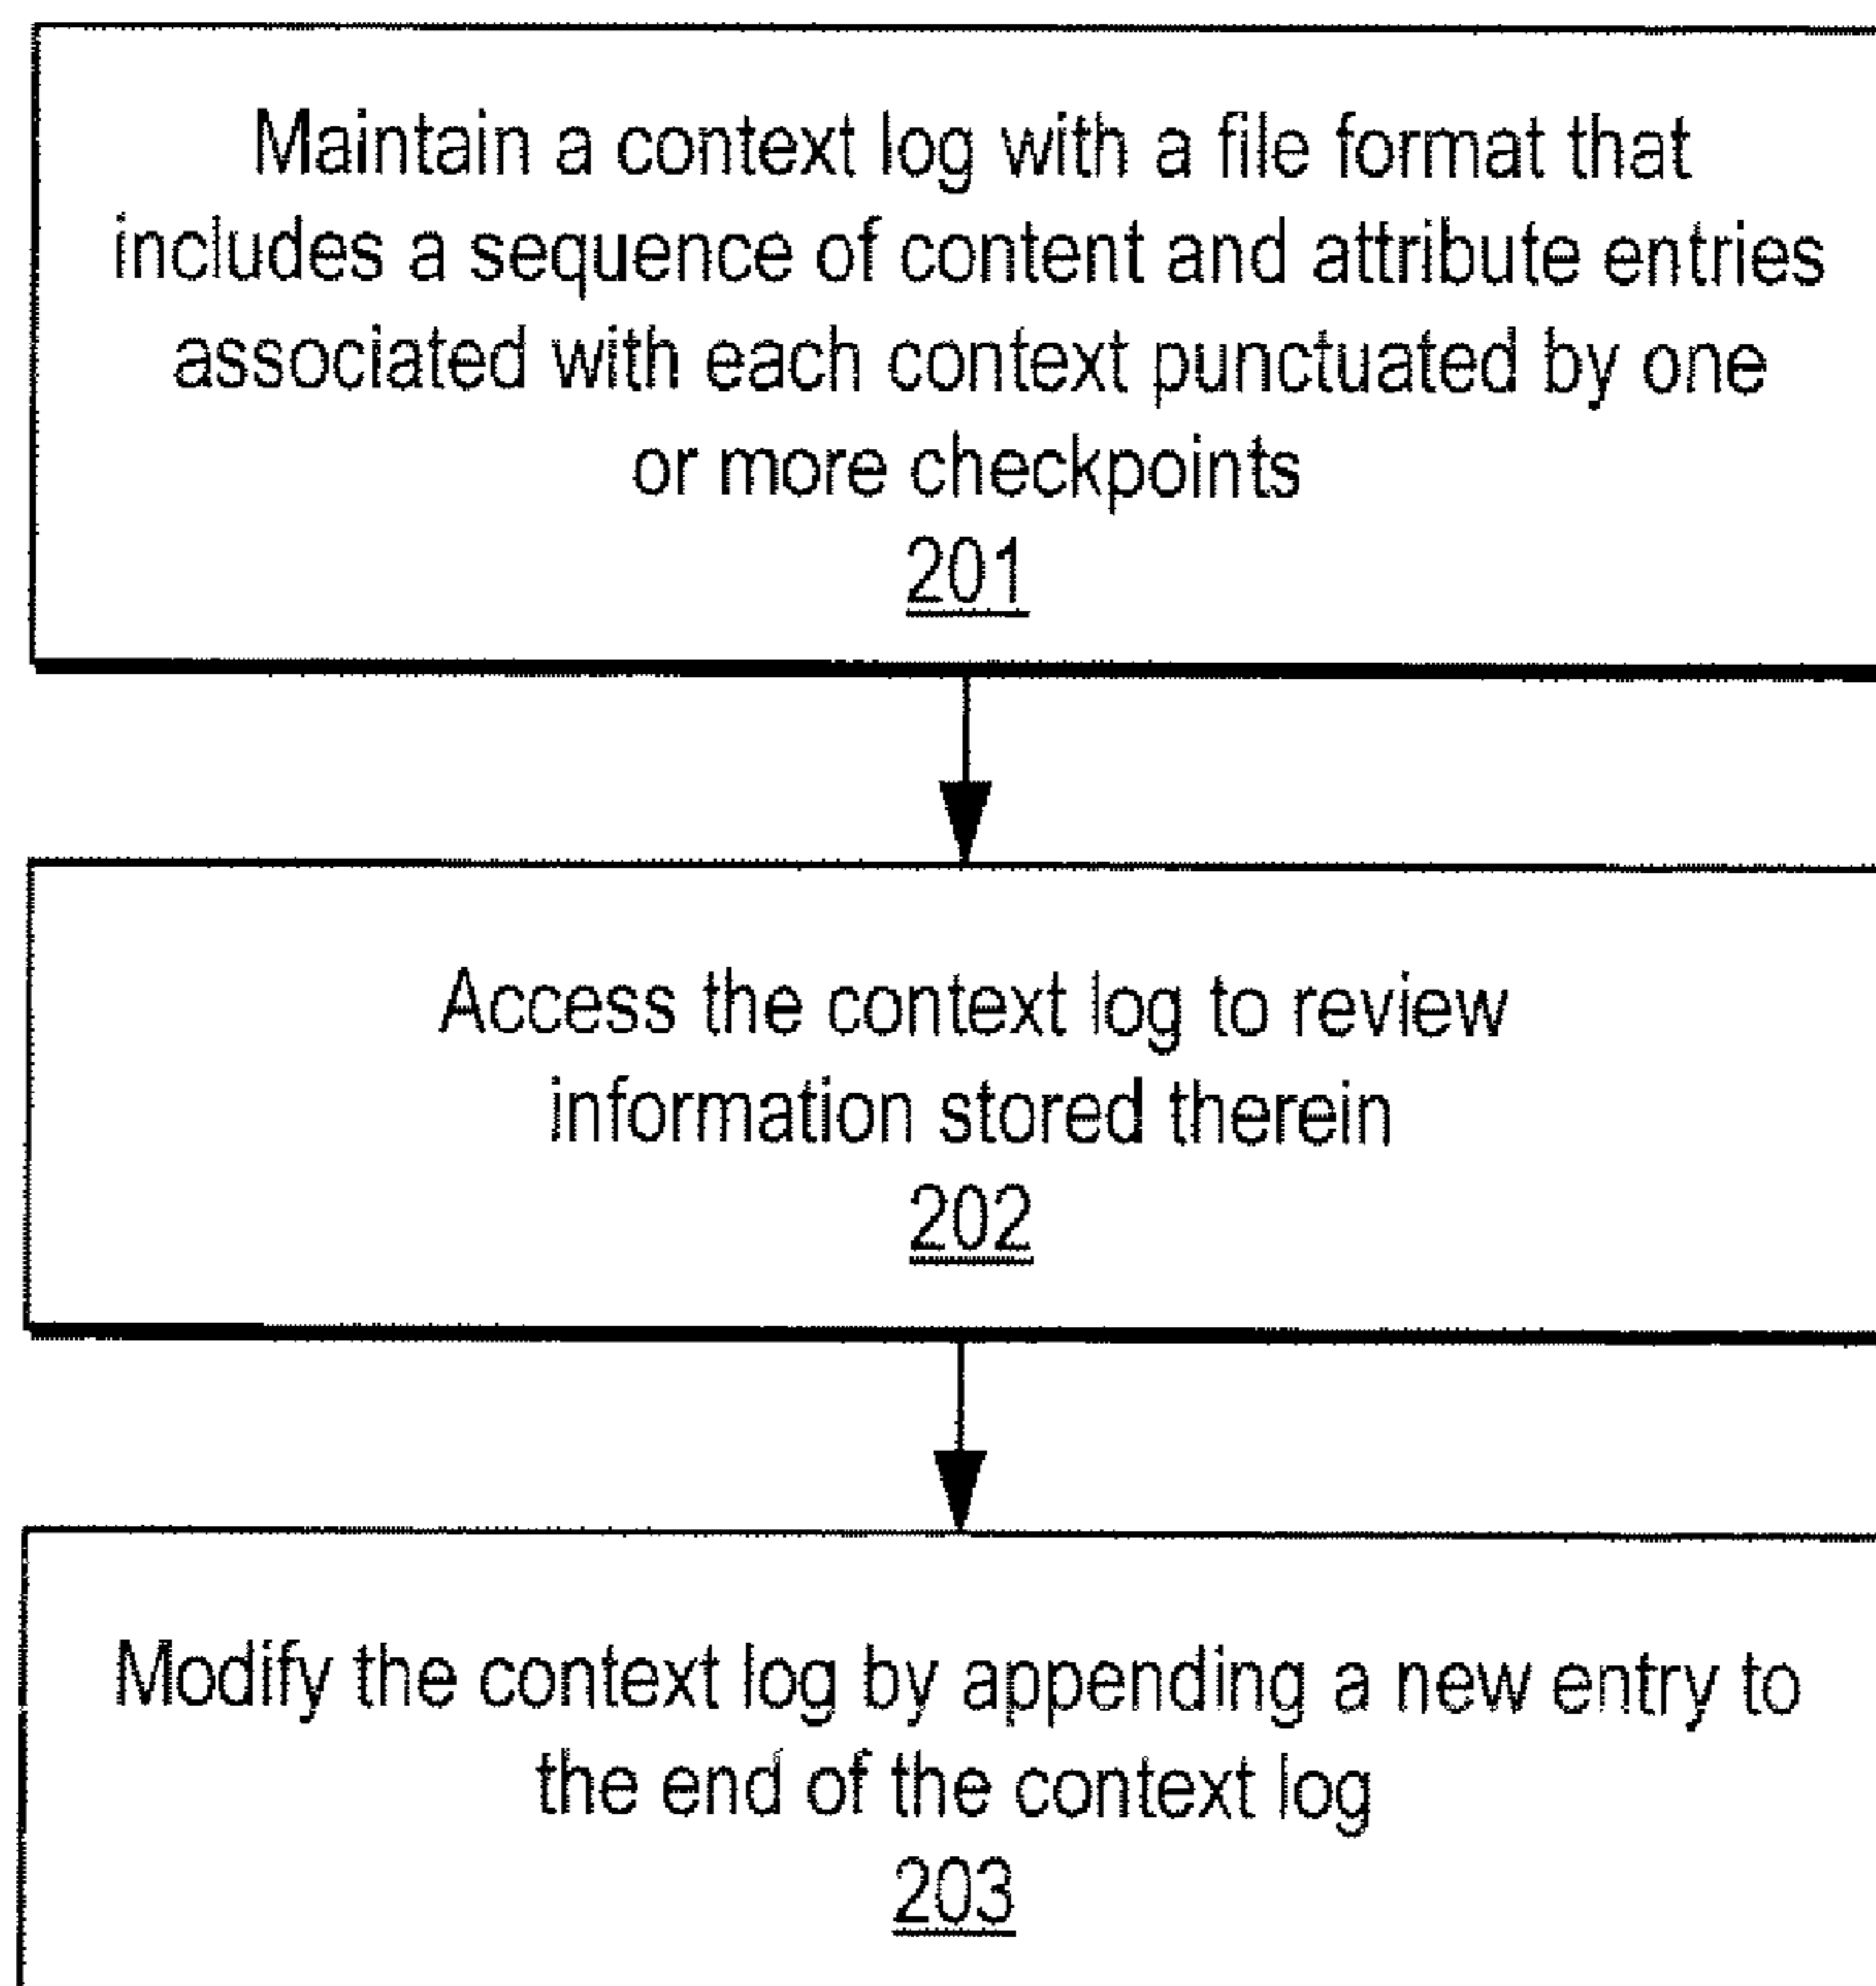 Maintain a context log with a file format that
includes a sequence of content and attribute entries
associated with each context punctuated by one
or more checkpoints
201
Access the context log to review
information stored therein
202
Modify the context log by appending a new entry to
the end of the context log
203